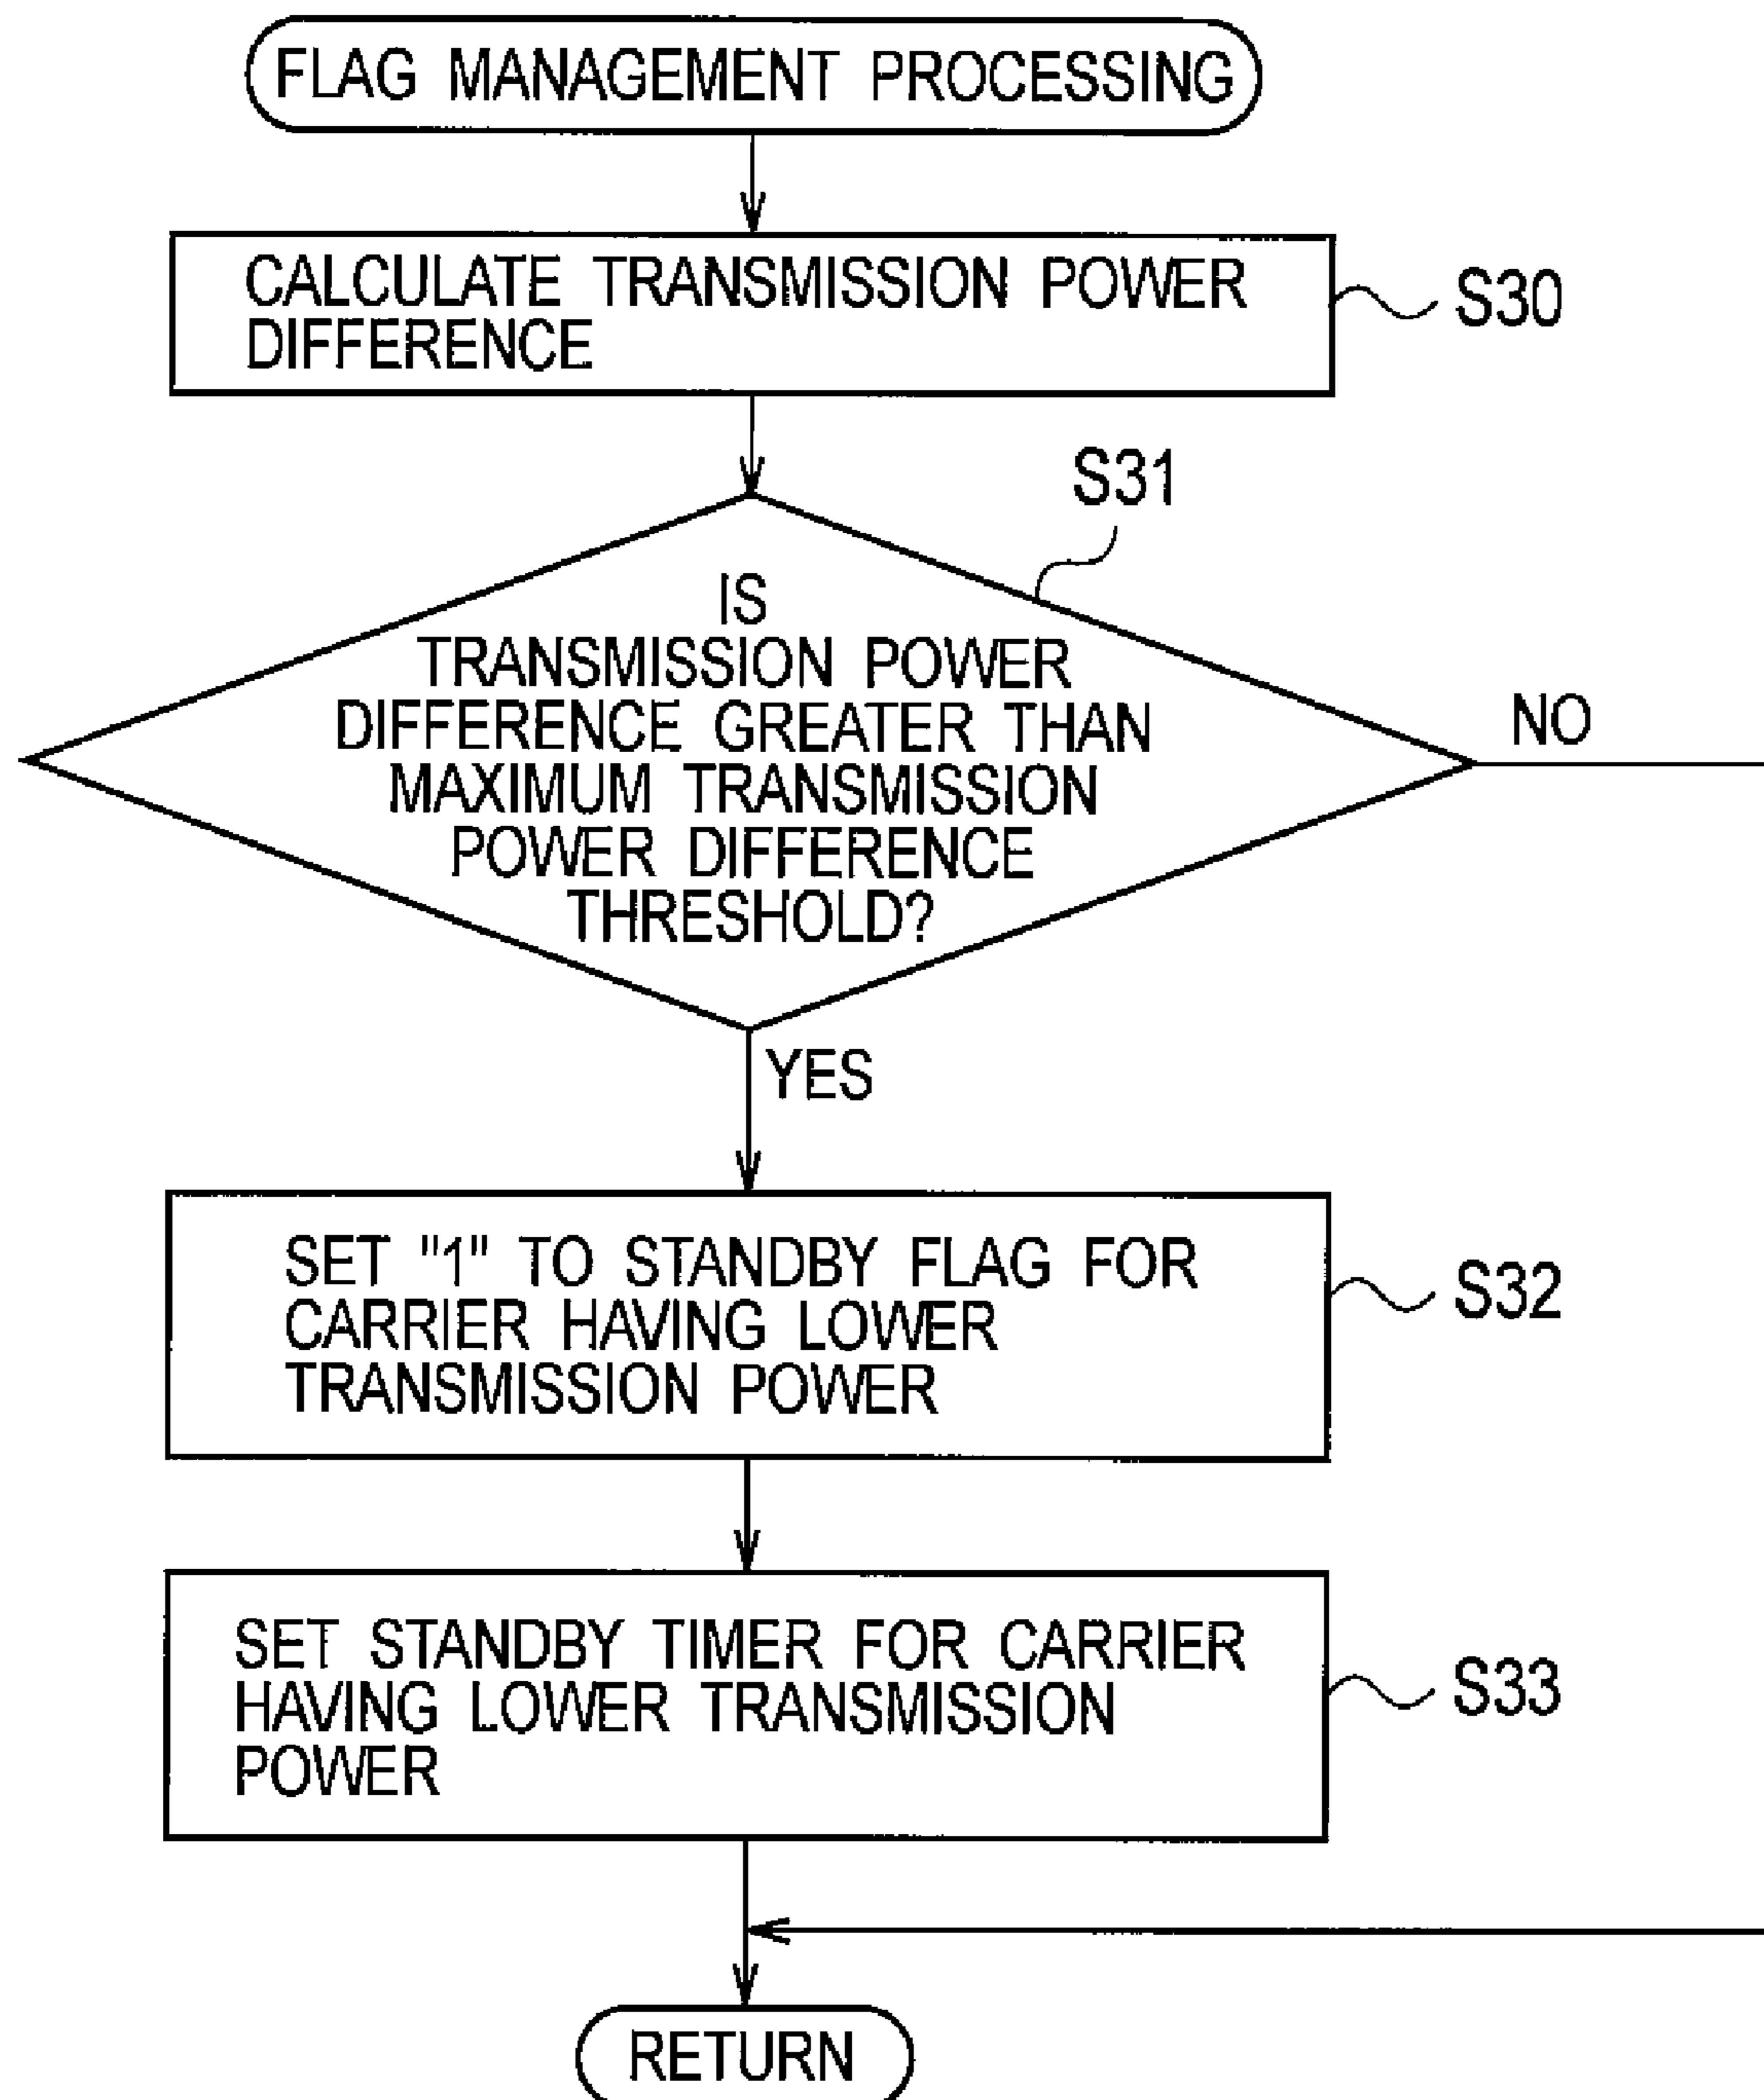 FLAG MANAGEMENT PROCESSING
CALCULATE TRANSMISSION POWER
DIFFERENCE
S30
S31
IS
TRANSMISSION POWER
DIFFERENCE GREATER THAN
MAXIMUM TRANSMISSION
POWER DIFFERENCE
THRESHOLD?
NO
YES
SET "1" TO STANDBY FLAG FOR
CARRIER HAVING LOWER
TRANSMISSION POWER
S32
SET STANDBY TIMER FOR CARRIER
HAVING LOWER TRANSMISSION
POWER
S33
RETURN